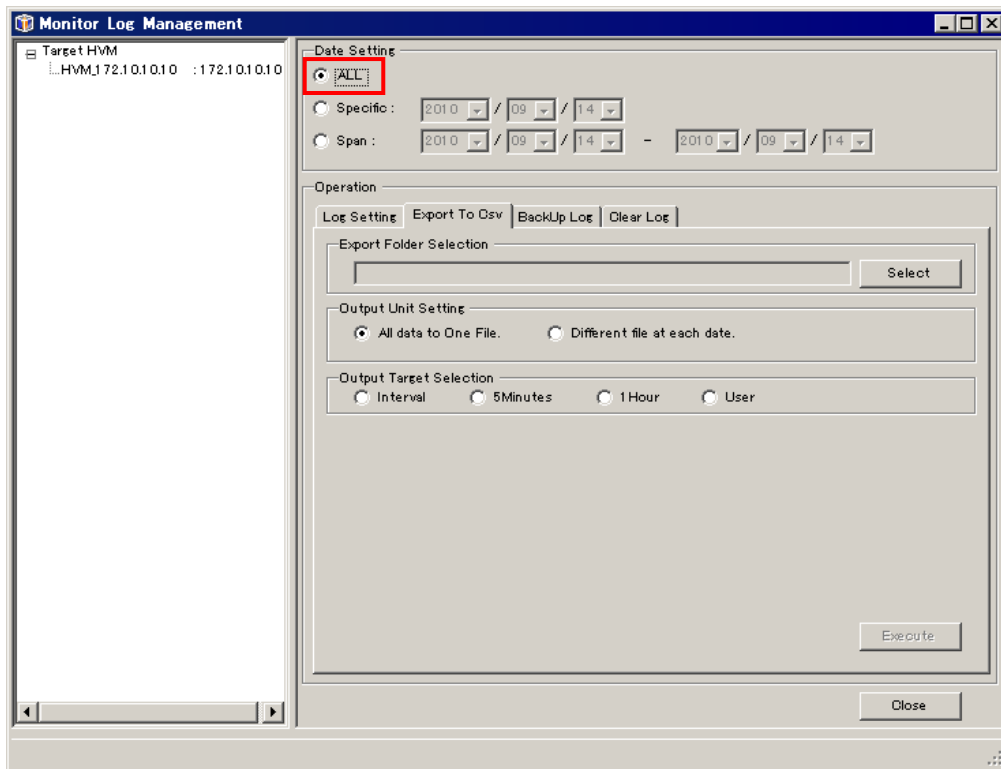 Monitor Log Management
Target HVM
HVM_172.10.10.10 :172.10.10.10
Date Setting
ALL
Specific : 2010 / 09 / 14
Span : 2010 / 09 / 14 - 2010 / 09 / 14
Operation
Log Setting Export To Csv BackUp Log Clear Log
Export Folder Selection
Select
Output Unit Setting
All data to One File. Different file at each date.
Output Target Selection
Interval 5Minutes 1Hour User
Execute
Close